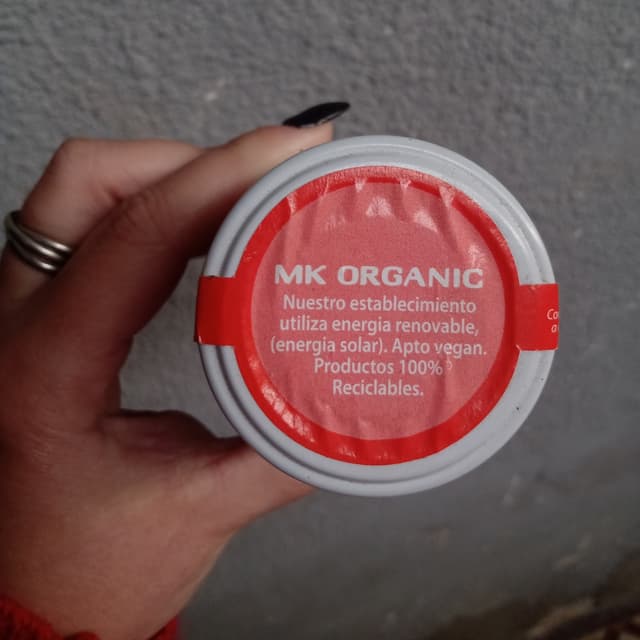 MK ORGANIC
Nuestro establecimiento
utiliza energia renovable,
(energia solar). Apto vegan.
Productos 100%
Reciclables.